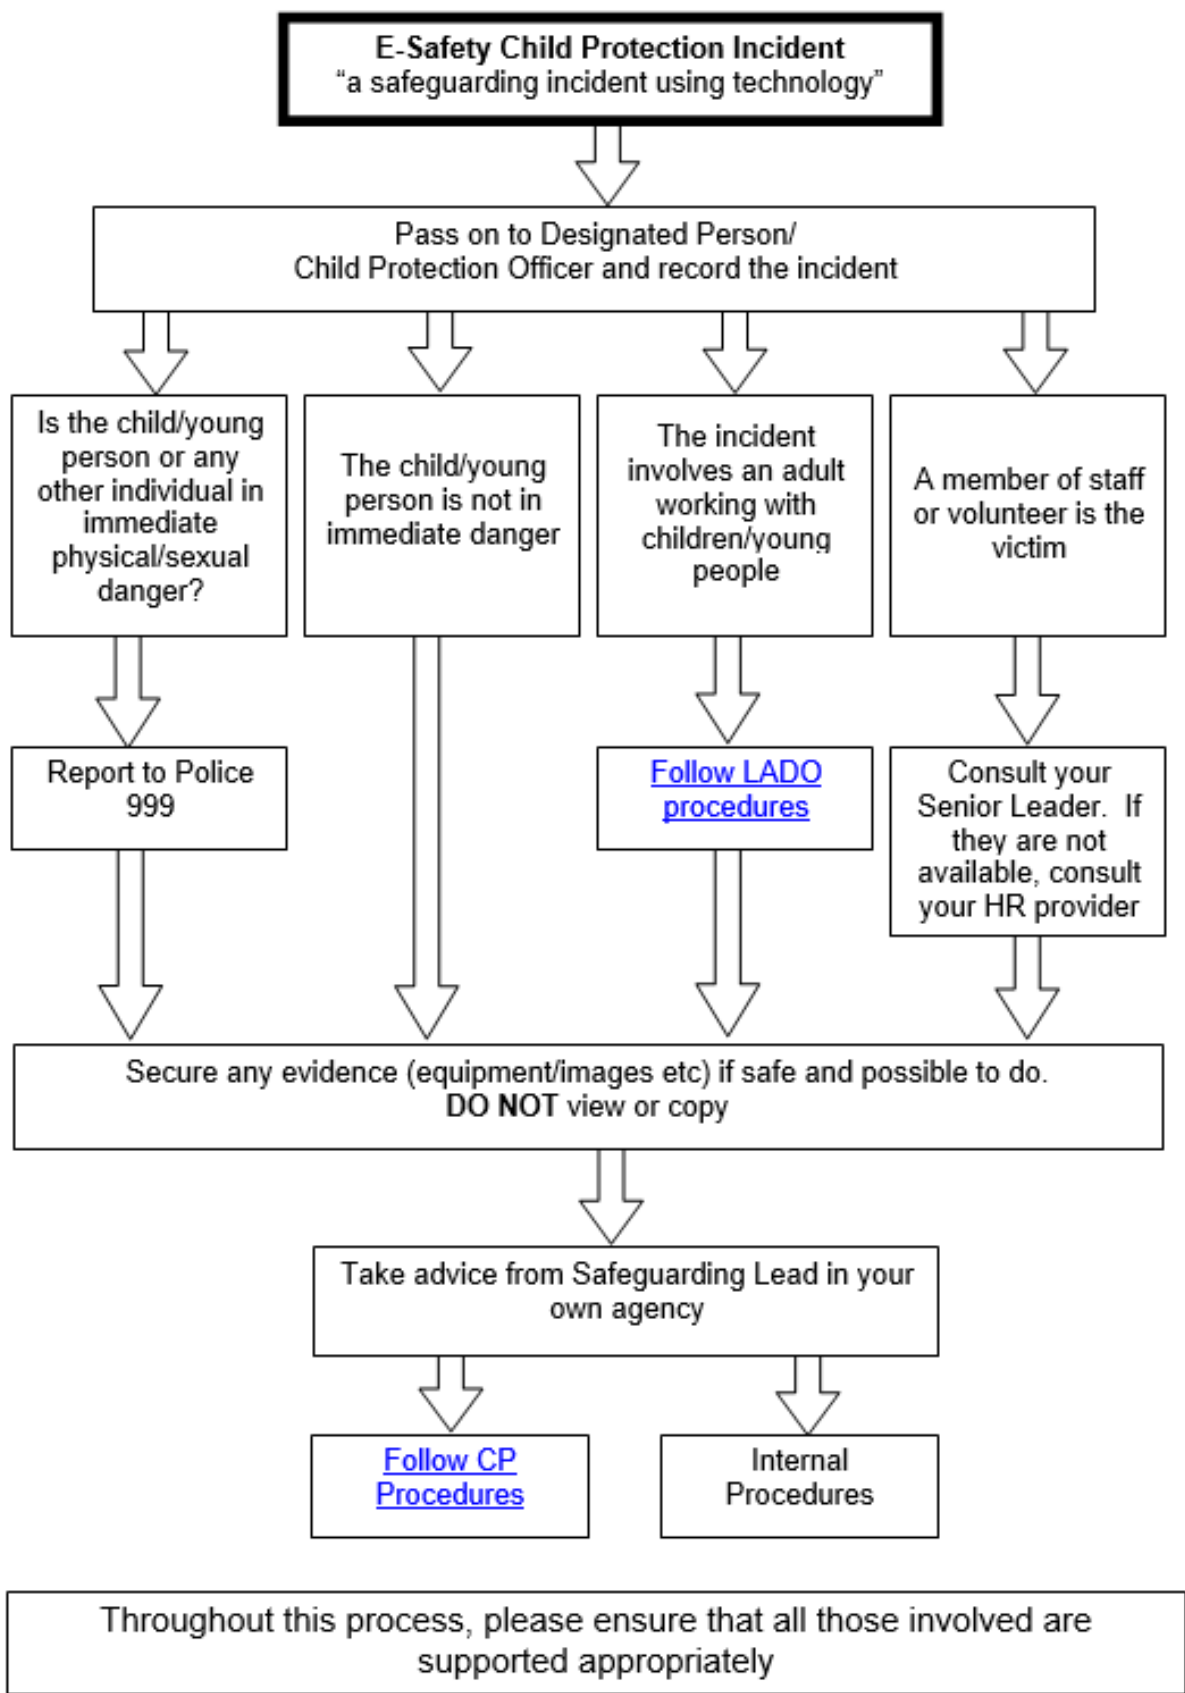 E-Safety Child Protection Incident
“a safeguarding incident using technology”
Pass on to Designated Person/
Child Protection Officer and record the incident
Is the child/young
person or any
other individual in
immediate
physical/sexual
danger?
The child/young
person is not in
immediate danger
The incident
involves an adult
working with
children/young
people
A member of staff
or volunteer is the
victim
Report to Police
999
Follow LADO
procedures
Consult your
Senior Leader.  If
they are not
available, consult
your HR provider
Secure any evidence (equipment/images etc) if safe and possible to do.
DO NOT view or copy
Take advice from Safeguarding Lead in your
own agency
Follow CP
Procedures
Internal
Procedures
Throughout this process, please ensure that all those involved are
supported appropriately